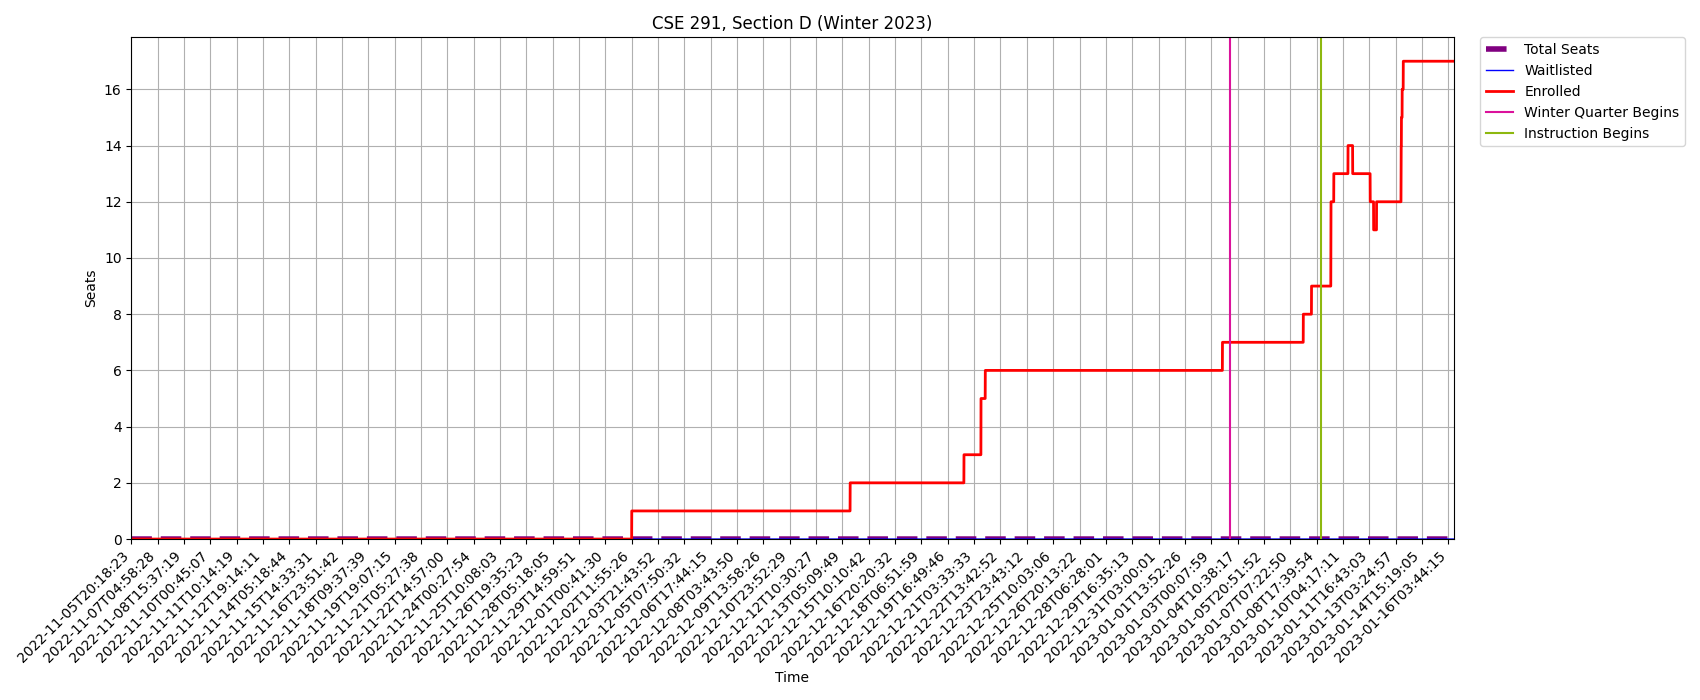 CSE 291, Section D (Winter 2023)
Total Seats
Waitlisted
Enrolled
Winter Quarter Begins
Instruction Begins
Seats
16
14
12
10
8
6
4
2
0
2022-11-05T20:18:23
2022-11-07T04:58:28
2022-11-08T15:37:19
2022-11-10T00:45:07
2022-11-11T10:14:19
2022-11-12T19:14:11
2022-11-14T05:18:44
2022-11-15T14:33:31
2022-11-16T23:51:42
2022-11-18T09:37:39
2022-11-19T19:07:15
2022-11-21T05:27:38
2022-11-22T14:57:00
2022-11-24T00:27:54
2022-11-25T10:08:03
2022-11-26T19:35:23
2022-11-28T05:18:05
2022-11-29T14:59:51
2022-12-01T00:41:30
2022-12-02T11:55:26
2022-12-03T21:43:52
2022-12-05T07:50:32
2022-12-06T17:44:15
2022-12-08T03:43:50
2022-12-09T13:58:26
2022-12-10T23:52:29
2022-12-12T10:30:27
2022-12-13T05:09:49
2022-12-15T10:10:42
2022-12-16T20:20:32
2022-12-18T06:51:59
2022-12-19T16:49:46
2022-12-21T03:33:33
2022-12-22T13:42:52
2022-12-23T23:43:12
2022-12-25T10:03:06
2022-12-26T20:13:22
2022-12-28T06:28:01
2022-12-29T16:35:13
2022-12-31T03:00:01
2023-01-01T13:52:26
2023-01-03T00:07:59
2023-01-04T10:38:17
2023-01-05T20:51:52
2023-01-07T07:22:50
2023-01-08T17:39:54
2023-01-10T04:17:11
2023-01-11T16:43:03
2023-01-13T03:24:57
2023-01-14T15:19:05
2023-01-16T03:44:15
Time